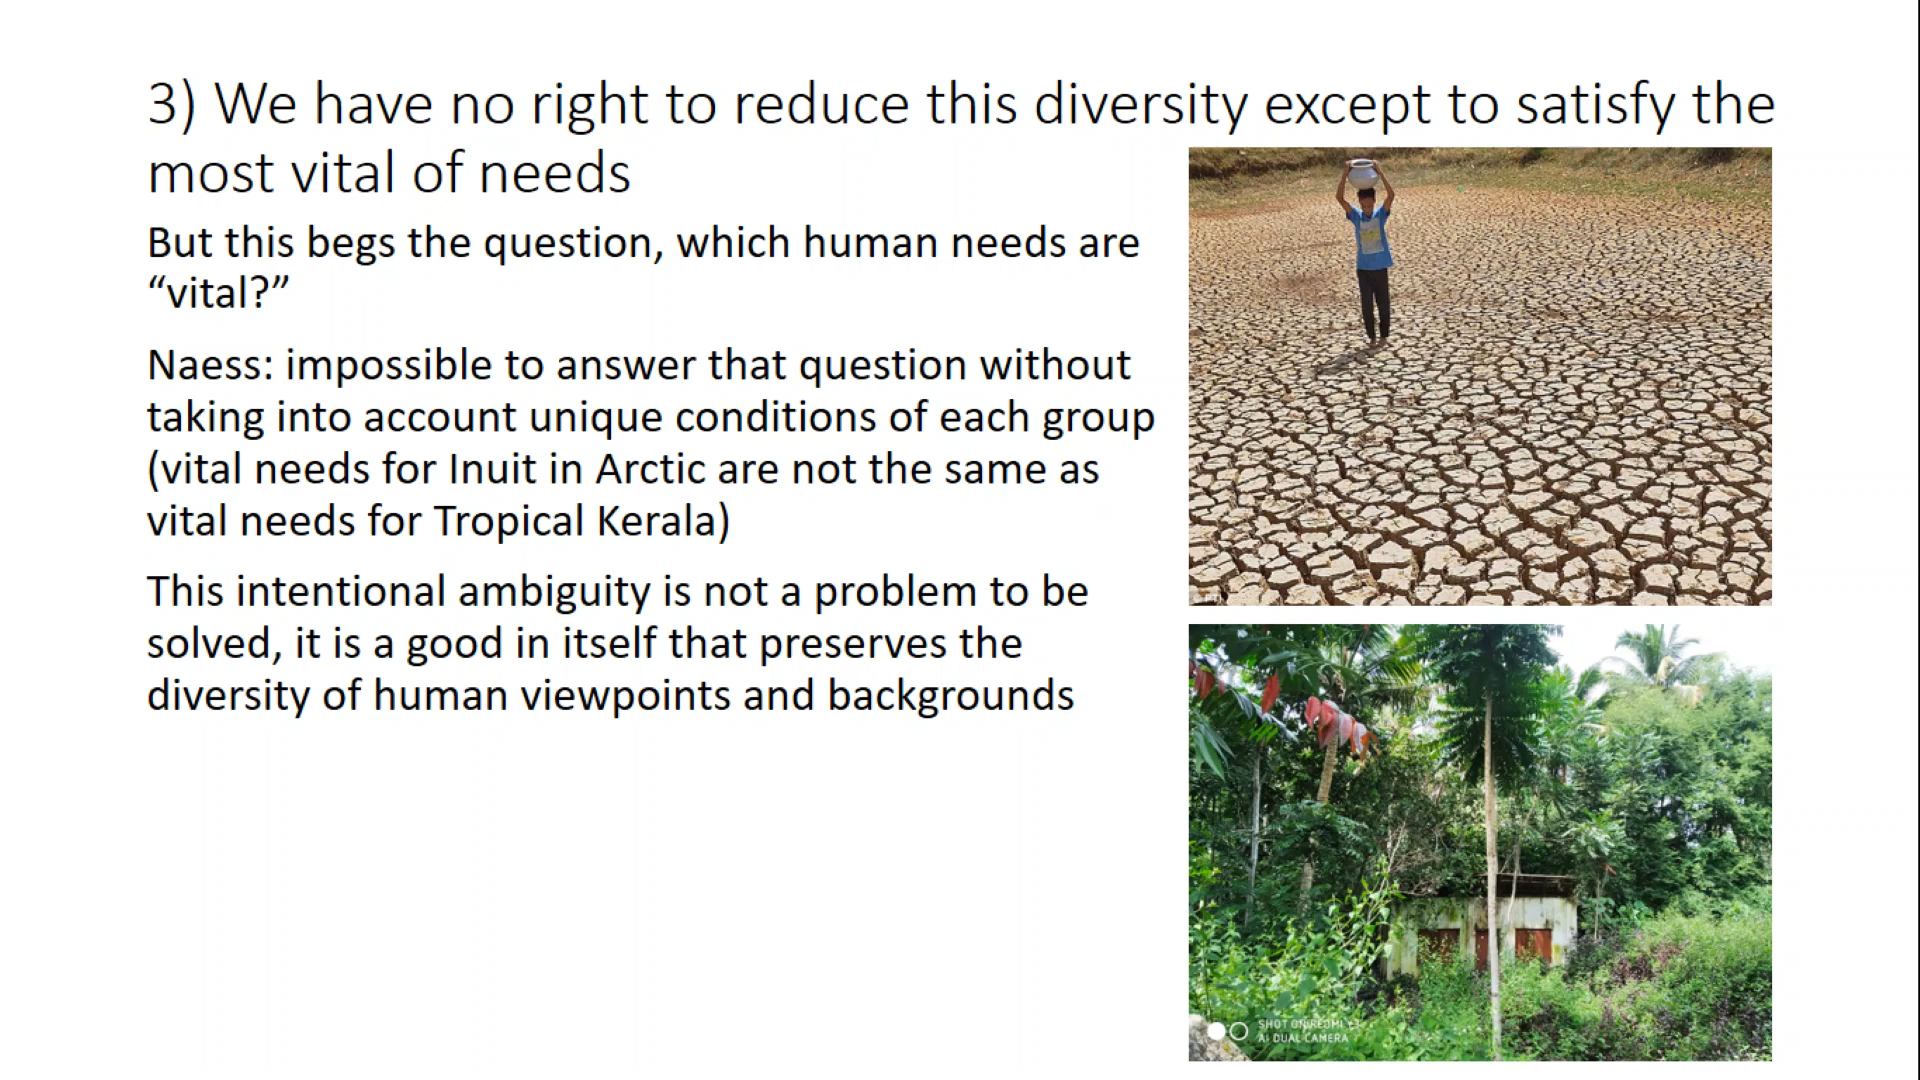 3) We have no right to reduce this diversity except to satisfy the
most vital of needs
But this begs the question, which human needs are
“vital?”
Naess: impossible to answer that question without
taking into account unique conditions of each group
(vital needs for Inuit in Arctic are not the same as
vital needs for Tropical Kerala)
This intentional ambiguity is not a problem to be
solved, it is a good in itself that preserves the
diversity of human viewpoints and backgrounds
SHOT ON REDMI Y3
AI DUAL CAMERA